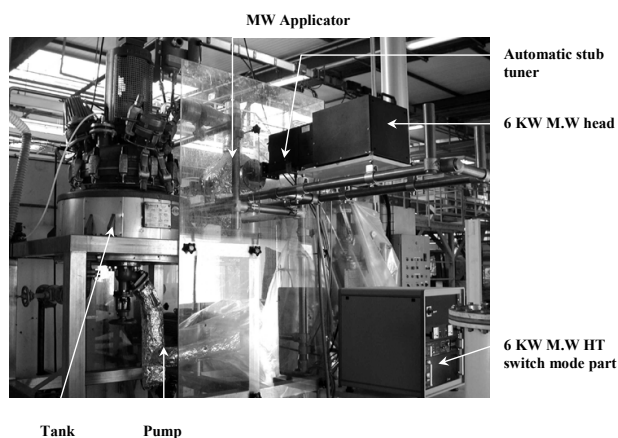 MW Applicator
Automatic stub
tuner
6 KW M.W head
6 KW M.W HT
switch mode part
Tank
Pump